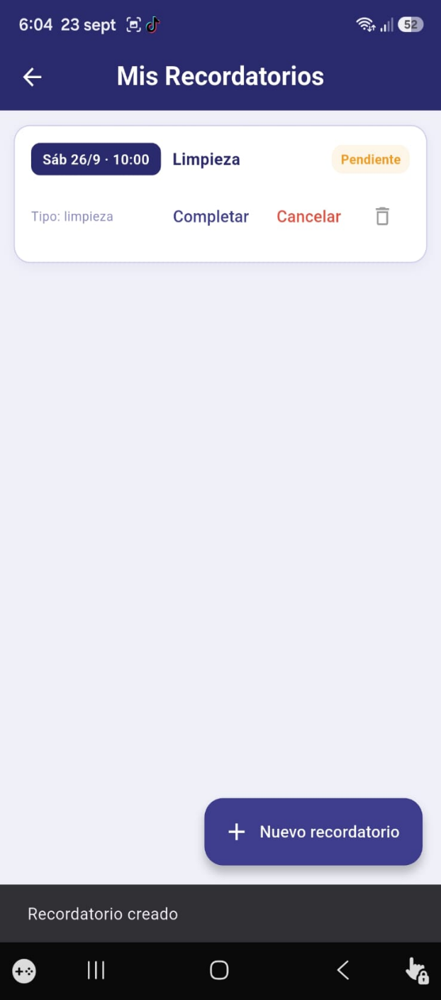 6:04 23 sept
52
Mis Recordatorios
Sáb 26/9 · 10:00 Limpieza Pendiente
Tipo: limpieza Completar Cancelar
+ Nuevo recordatorio
Recordatorio creado